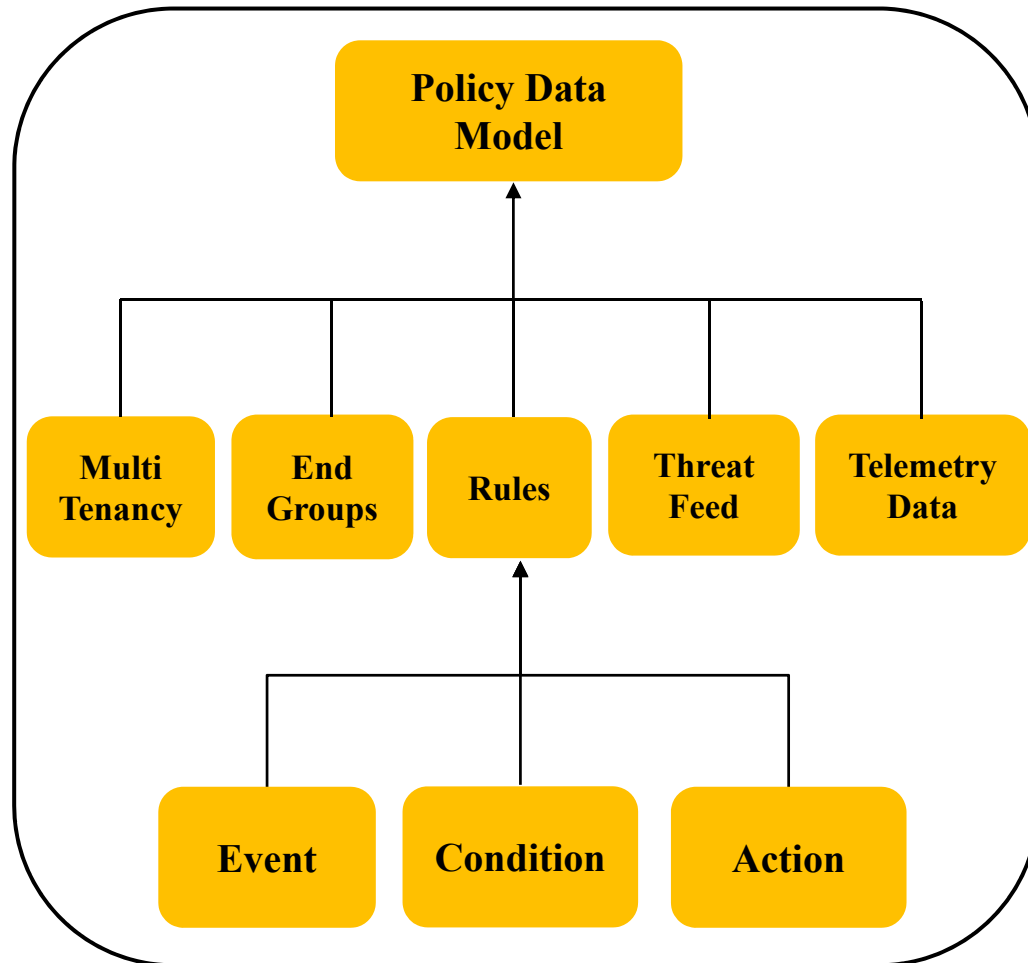 Policy Data
Model
Multi
Tenancy
End
Groups
Rules
Threat
Feed
Telemetry
Data
Event
Condition
Action